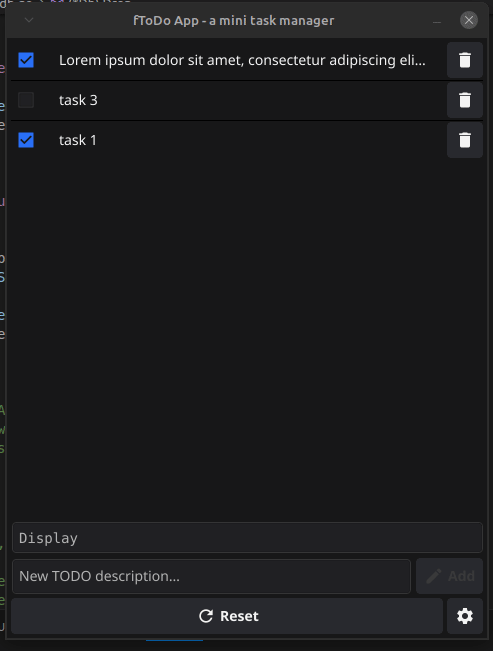 fToDo App - a mini task manager
Lorem ipsum dolor sit amet, consectetur adipiscing eli...
task 3
task 1
Display
New TODO description...
Add
Reset